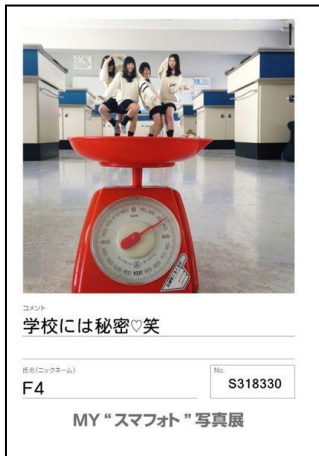 コメント
学校には秘密♡笑
氏名(ニックネーム)
F4
No.
S318330
MY “スマフォト” 写真展